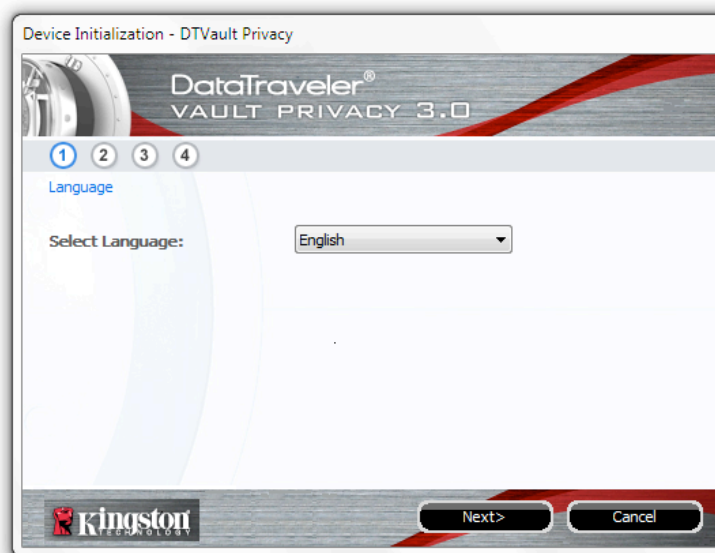 Device Initialization - DTVault Privacy
DataTraveler®
VAULT PRIVACY 3.0
1 2 3 4
Language
Select Language: English
Kingston
TECHNOLOGY
Next> Cancel